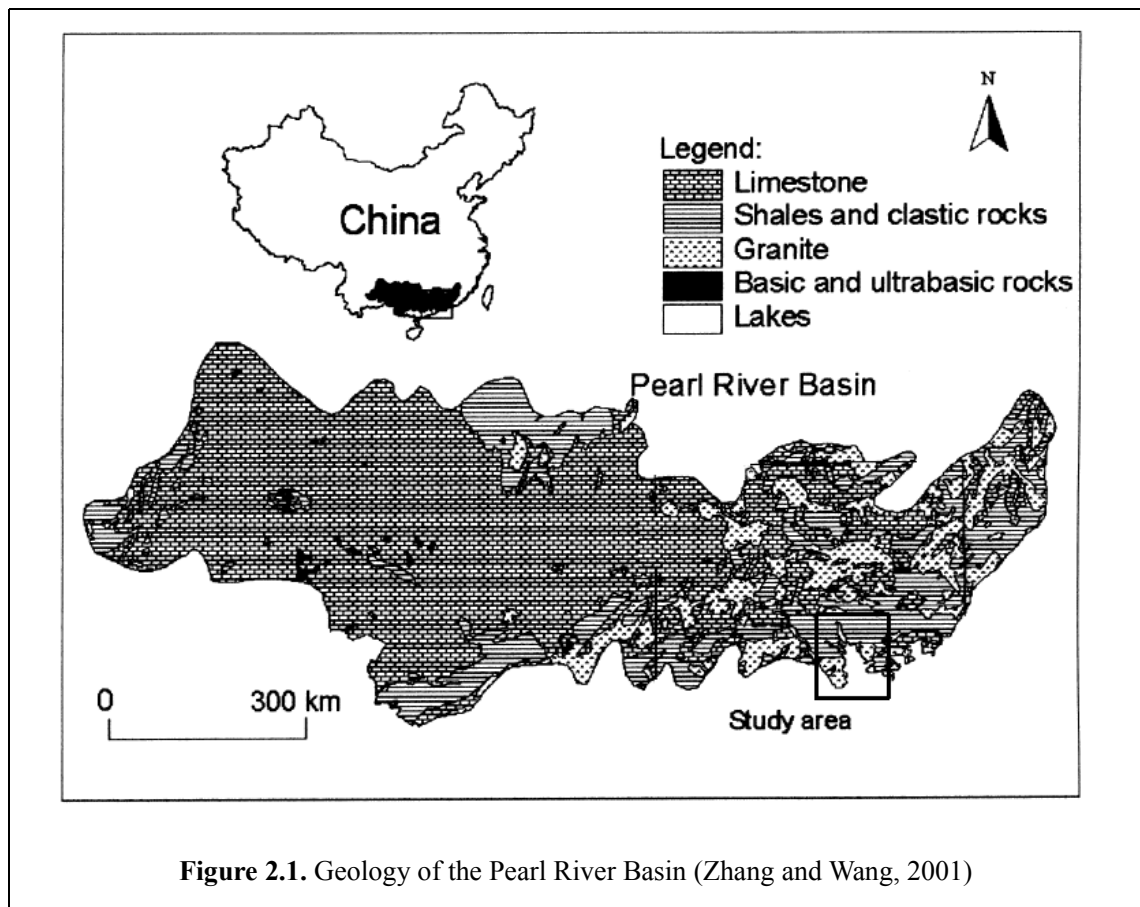 N
Legend:
Limestone
Shales and clastic rocks
Granite
Basic and ultrabasic rocks
Lakes
China
Pearl River Basin
0 300 km
Study area
Figure 2.1. Geology of the Pearl River Basin (Zhang and Wang, 2001)